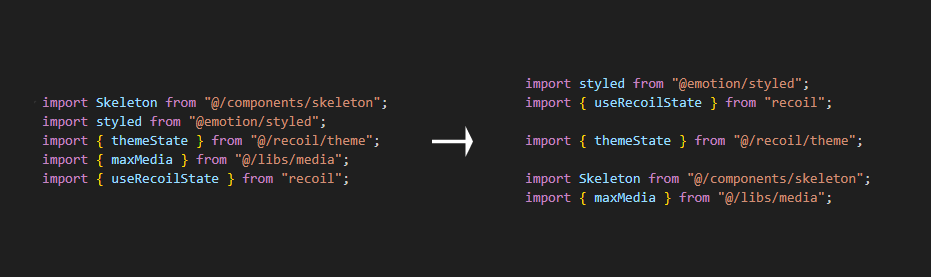 import Skeleton from "@/components/skeleton";
import styled from "@emotion/styled";
import { themeState } from "@/recoil/theme";
import { maxMedia } from "@/libs/media";
import { useRecoilState } from "recoil";
import styled from "@emotion/styled";
import { useRecoilState } from "recoil";
import { themeState } from "@/recoil/theme";
import Skeleton from "@/components/skeleton";
import { maxMedia } from "@/libs/media";